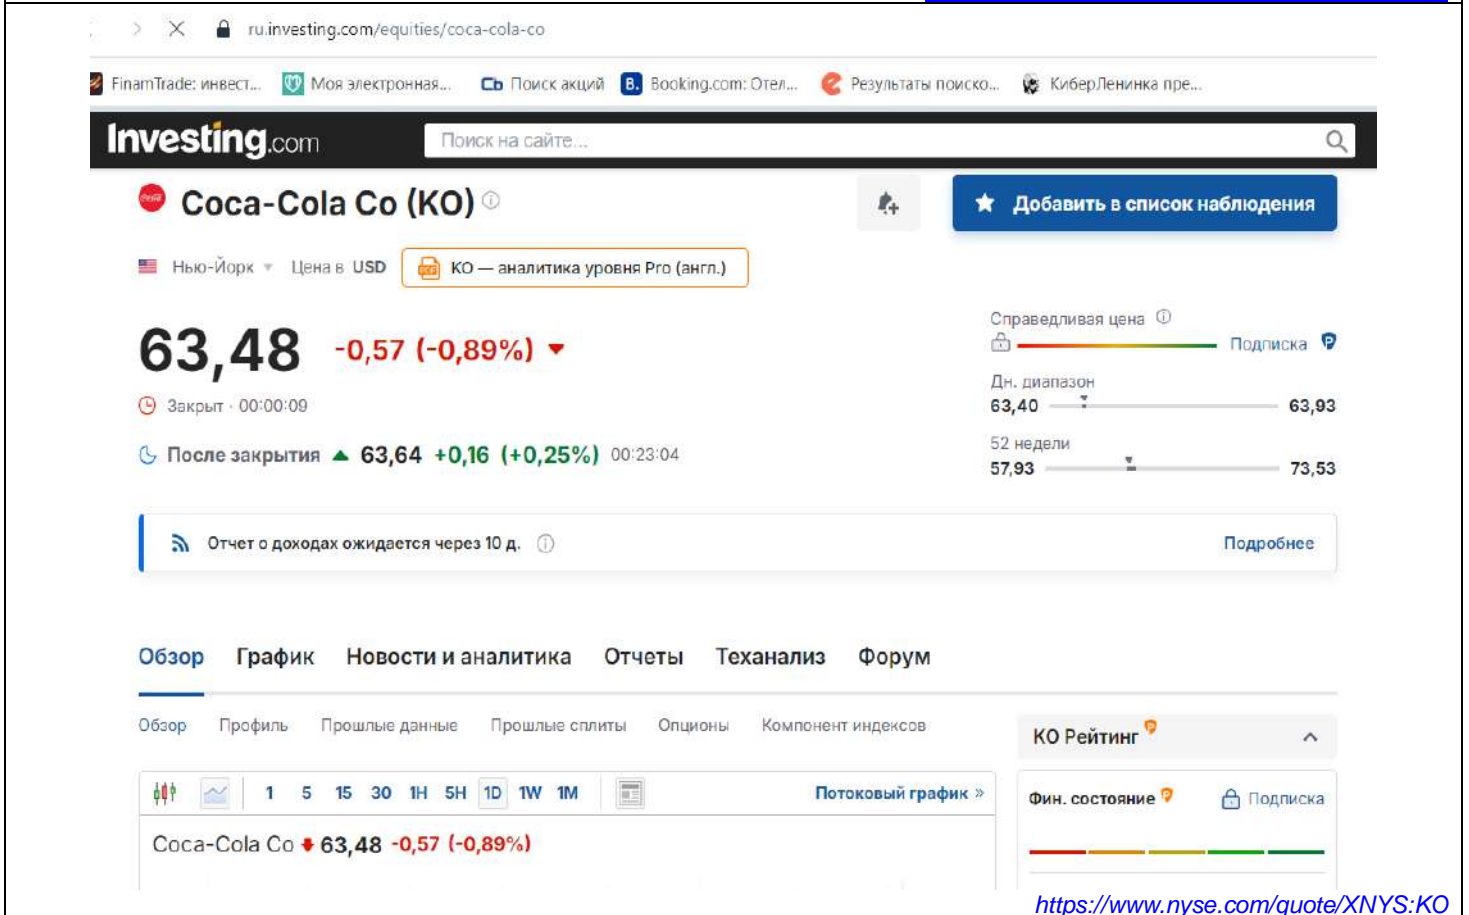 ru.investing.com/equities/coca-cola-co
FinamTrade: инвест... Моя электронная... Сb Поиск акций B. Booking.com: Отел... Результаты поиско... КиберЛенинка пре...
Investing.com Поиск на сайте...
Coca-Cola Co (KO)
Добавить в список наблюдения
Нью-Йорк Цена в USD KO — аналитика уровня Pro (англ.)
Справедливая цена
63,48 -0,57 (-0,89%) Подписка
Дн. диапазон
Закрыт · 00:00:09 63,40 63,93
52 недели
После закрытия 63,64 +0,16 (+0,25%) 00:23:04
57,93 73,53
Отчет о доходах ожидается через 10 д. Подробнее
Обзор График Новости и аналитика Отчеты Теханализ Форум
Обзор Профиль Прошлые данные Прошлые сплиты Опционы Компонент индексов
KO Рейтинг
1 5 15 30 1H 5H 1D 1W 1M Потоковый график »
Фин. состояние Подписка
Coca-Cola Co 63,48 -0,57 (-0,89%)
https://www.nyse.com/quote/XNYS:KO